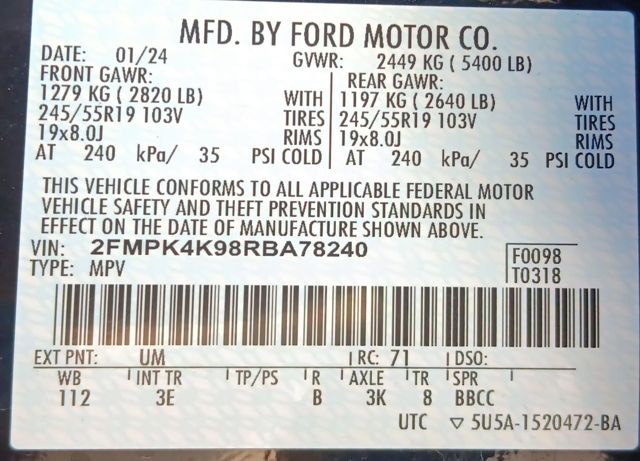 MFD. BY FORD MOTOR CO.
DATE: 01/24 GVWR: 2449 KG ( 5400 LB)
FRONT GAWR: REAR GAWR:
1279 KG ( 2820 LB) WITH 1197 KG ( 2640 LB) WITH
245/55R19 103V TIRES 245/55R19 103V TIRES
19x8.0J RIMS 19x8.0J RIMS
AT 240 kPa/ 35 PSI COLD AT 240 kPa/ 35 PSI COLD
THIS VEHICLE CONFORMS TO ALL APPLICABLE FEDERAL MOTOR
VEHICLE SAFETY AND THEFT PREVENTION STANDARDS IN
EFFECT ON THE DATE OF MANUFACTURE SHOWN ABOVE.
VIN: 2FMPK4K98RBA78240 F0098
TYPE: MPV T0318
EXT PNT: UM RC: 71 DSO:
WB INT TR TP/PS R AXLE TR SPR
112 3E B 3K 8 BBCC
UTC ▽ 5U5A-1520472-BA